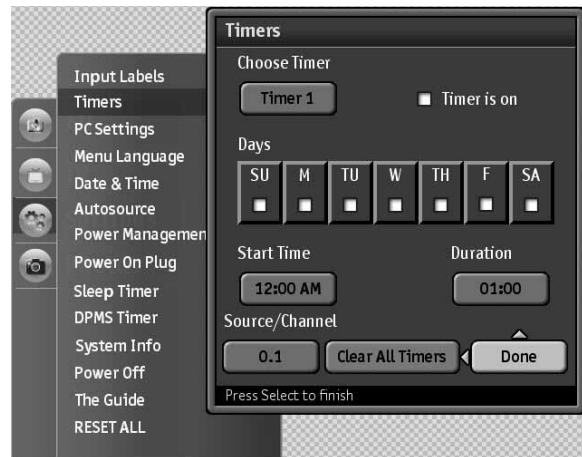 Input Labels
Timers
PC Settings
Menu Language
Date & Time
Autosource
Power Managemen
Power On Plug
Sleep Timer
DPMS Timer
System Info
Power Off
The Guide
RESET ALL
Timers
Choose Timer
Timer 1
Timer is on
Days
SU M TU W TH F SA
Start Time Duration
12:00 AM 01:00
Source/Channel
0.1 Clear All Timers Done
Press Select to finish